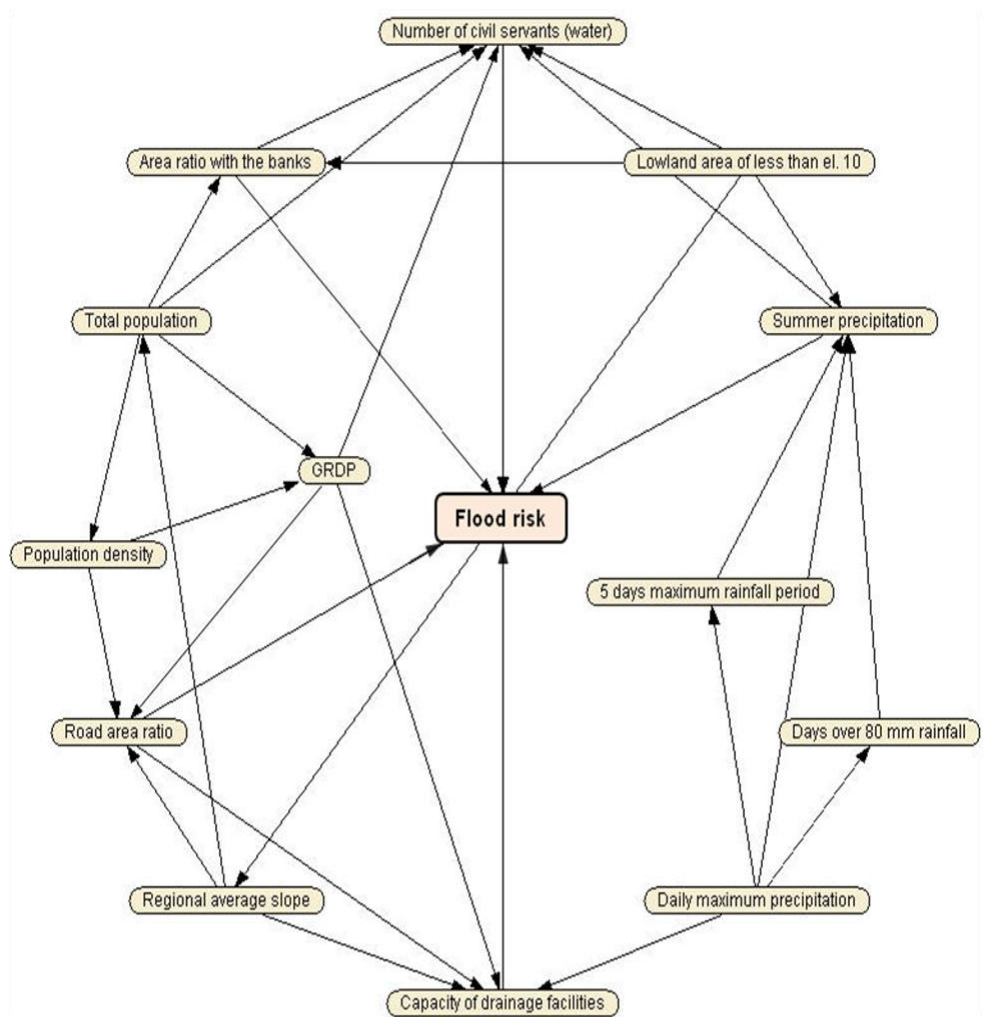 Number of civil servants (water)
Area ratio with the banks
Lowland area of less than el. 10
Total population
Summer precipitation
GRDP
Flood risk
Population density
5 days maximum rainfall period
Road area ratio
Days over 80 mm rainfall
Regional average slope
Daily maximum precipitation
Capacity of drainage facilities